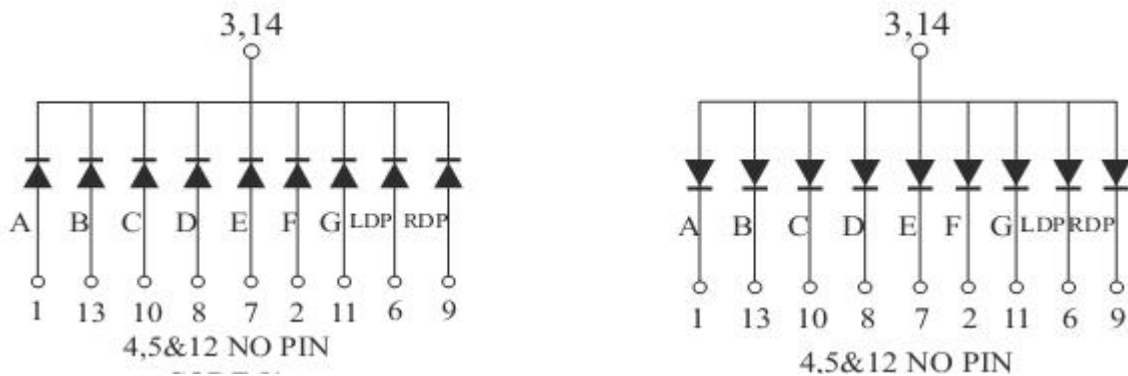 3,14
A B C D E F G LDP RDP
1 13 10 8 7 2 11 6 9
4,5&12 NO PIN
3,14
A B C D E F G LDP RDP
1 13 10 8 7 2 11 6 9
4,5&12 NO PIN